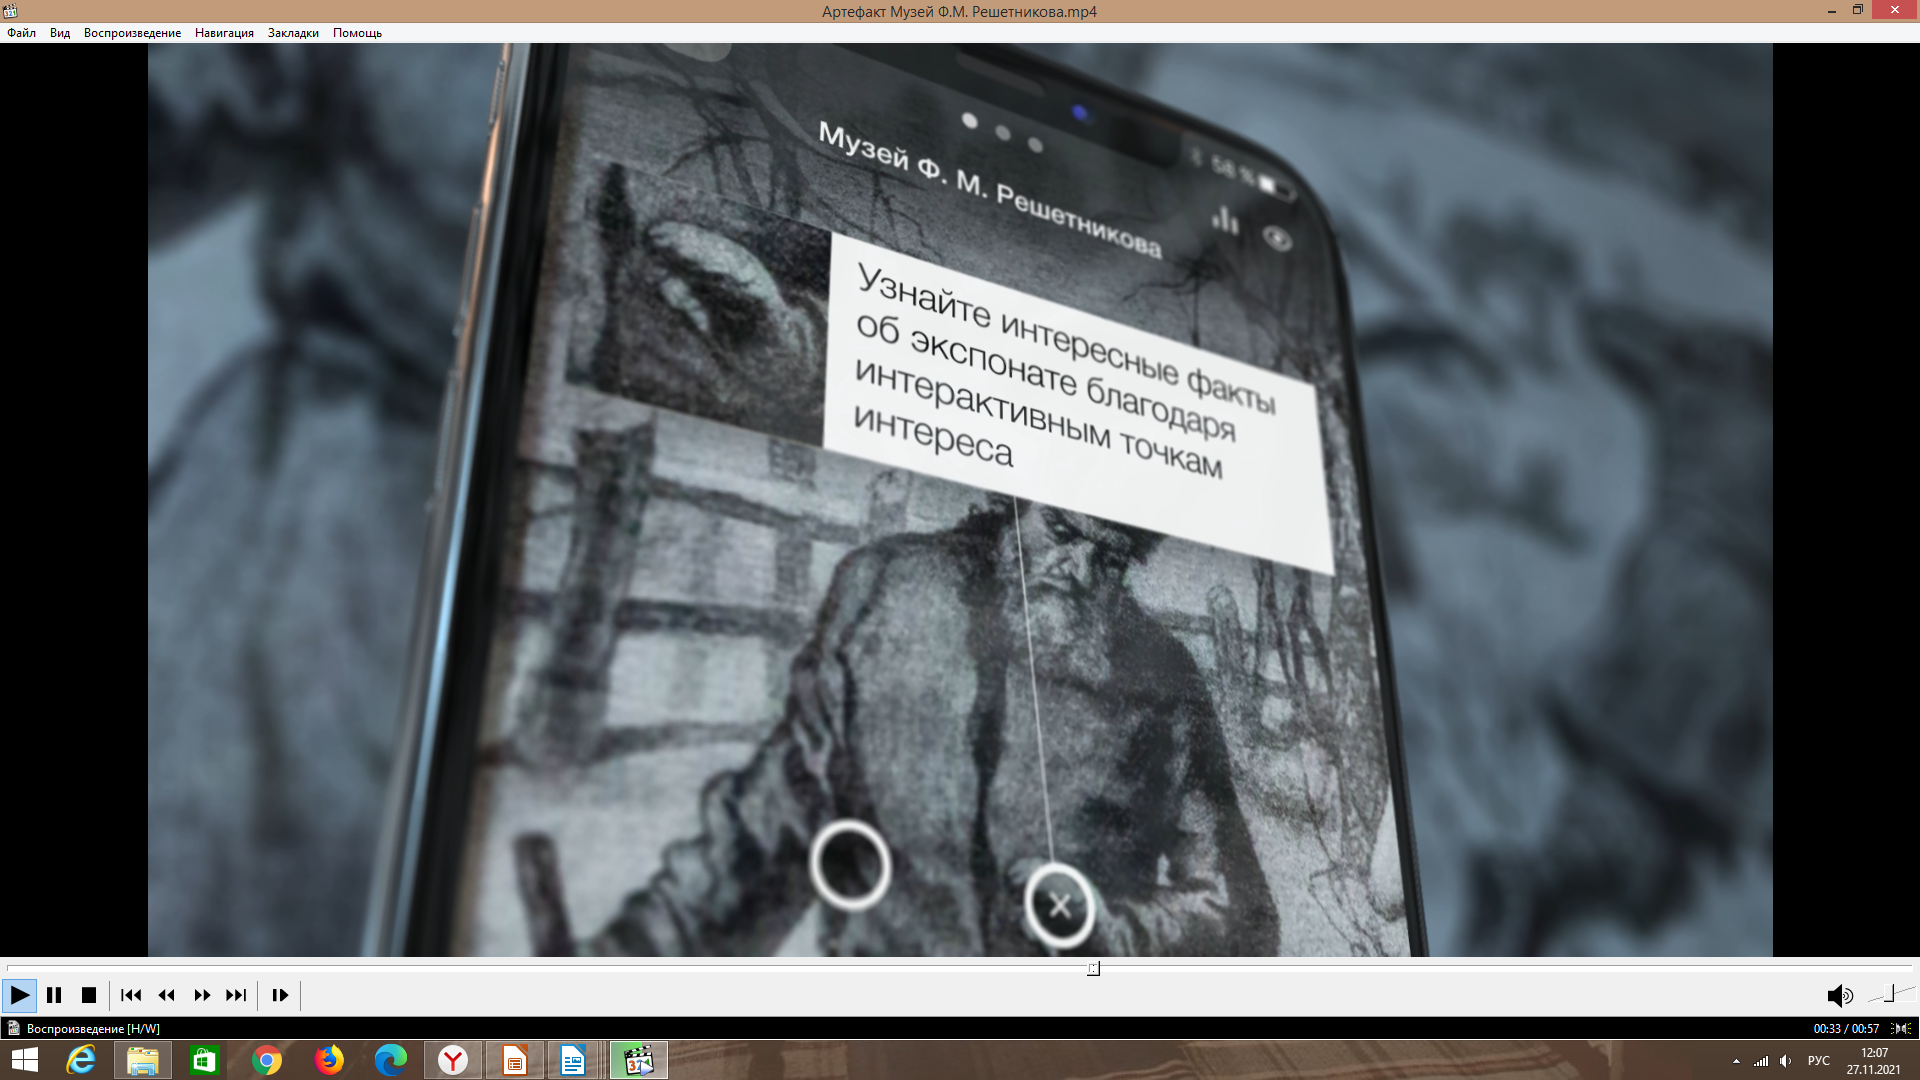 Артефакт Музей Ф.М. Решетникова.mp4
Файл Вид Воспроизведение Навигация Закладки Помощь
58 %
Музей Ф. М. Решетникова
Узнайте интересные факты
об экспонате благодаря
интерактивным точкам
интереса
Воспроизведение [H/W]
00:33 / 00:57
РУС
12:07
27.11.2021